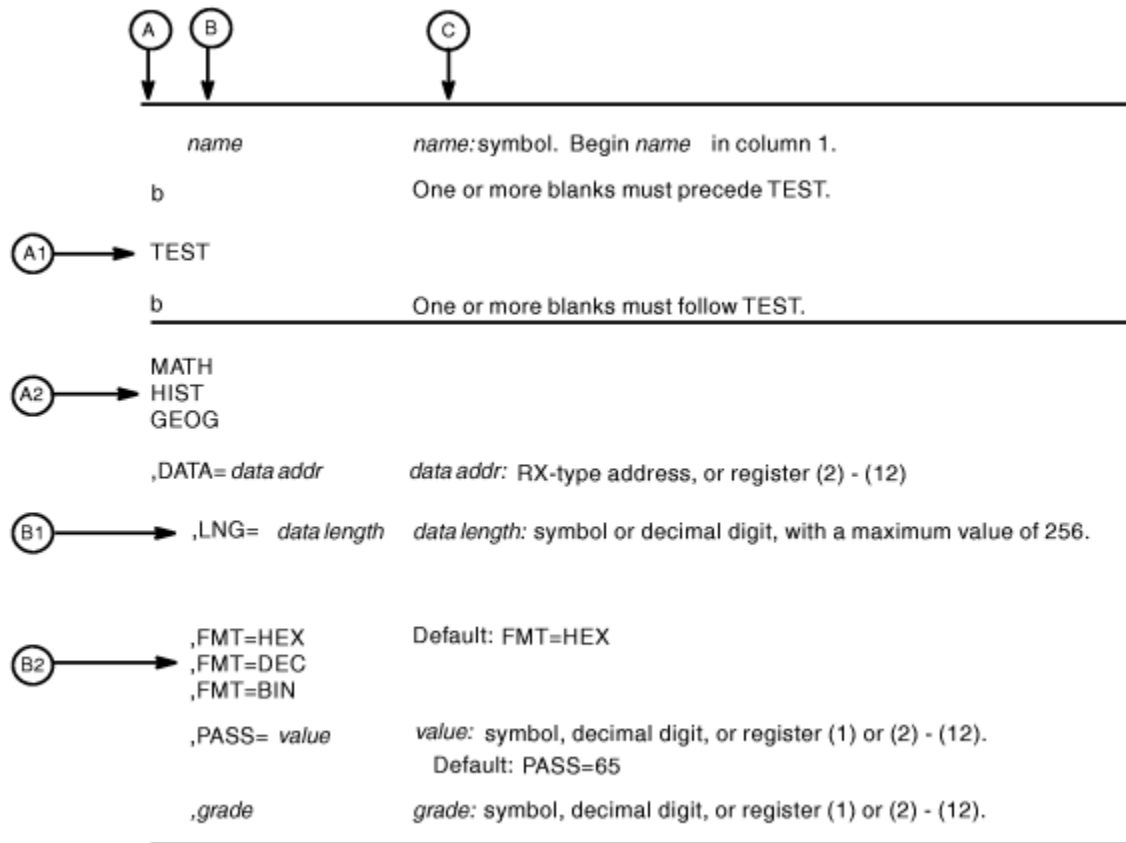 A B C
name name: symbol. Begin name in column 1.
b One or more blanks must precede TEST.
A1 TEST
b One or more blanks must follow TEST.
MATH
A2 HIST
GEOG
,DATA= data addr data addr: RX-type address, or register (2) - (12)
B1 ,LNG= data length data length: symbol or decimal digit, with a maximum value of 256.
,FMT=HEX Default: FMT=HEX
B2 ,FMT=DEC
,FMT=BIN
,PASS= value value: symbol, decimal digit, or register (1) or (2) - (12).
Default: PASS=65
,grade grade: symbol, decimal digit, or register (1) or (2) - (12).